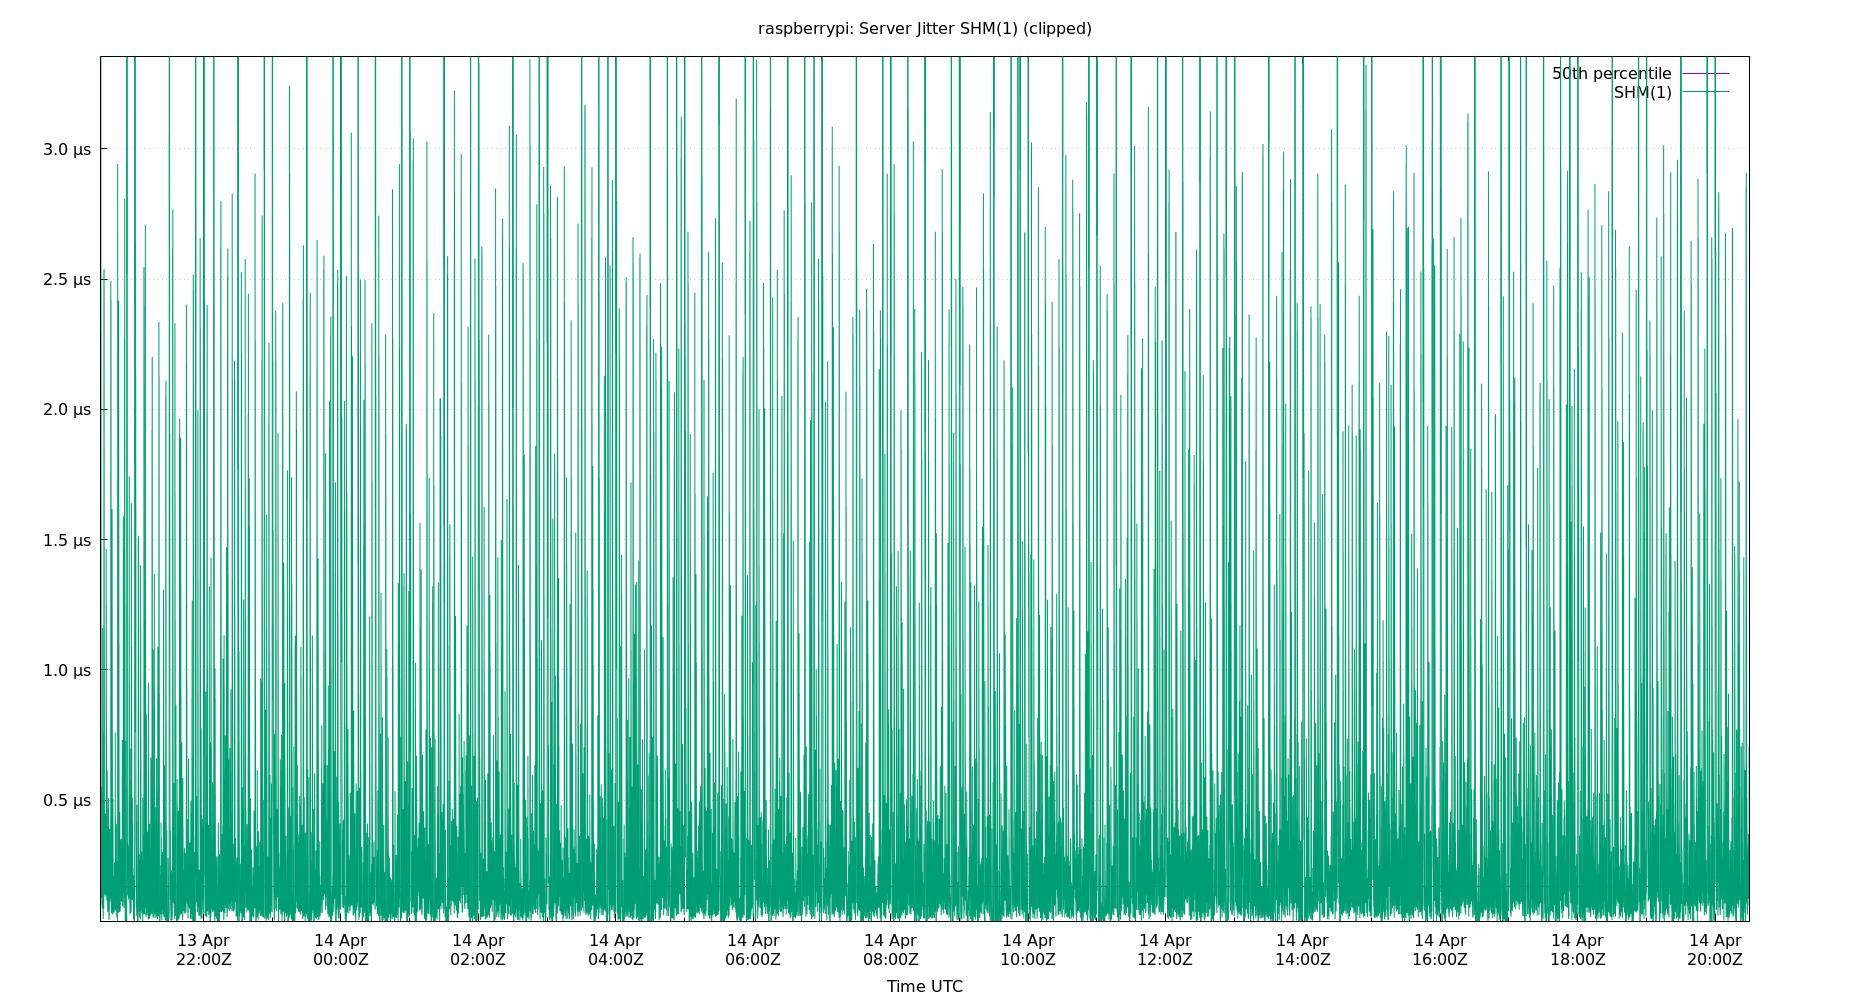 raspberrypi: Server Jitter SHM(1) (clipped)
50th percentile
SHM(1)
3.0 µs
2.5 µs
2.0 µs
1.5 µs
1.0 µs
0.5 µs
13 Apr 14 Apr 14 Apr 14 Apr 14 Apr 14 Apr 14 Apr 14 Apr 14 Apr 14 Apr 14 Apr 14 Apr
22:00Z 00:00Z 02:00Z 04:00Z 06:00Z 08:00Z 10:00Z 12:00Z 14:00Z 16:00Z 18:00Z 20:00Z
Time UTC